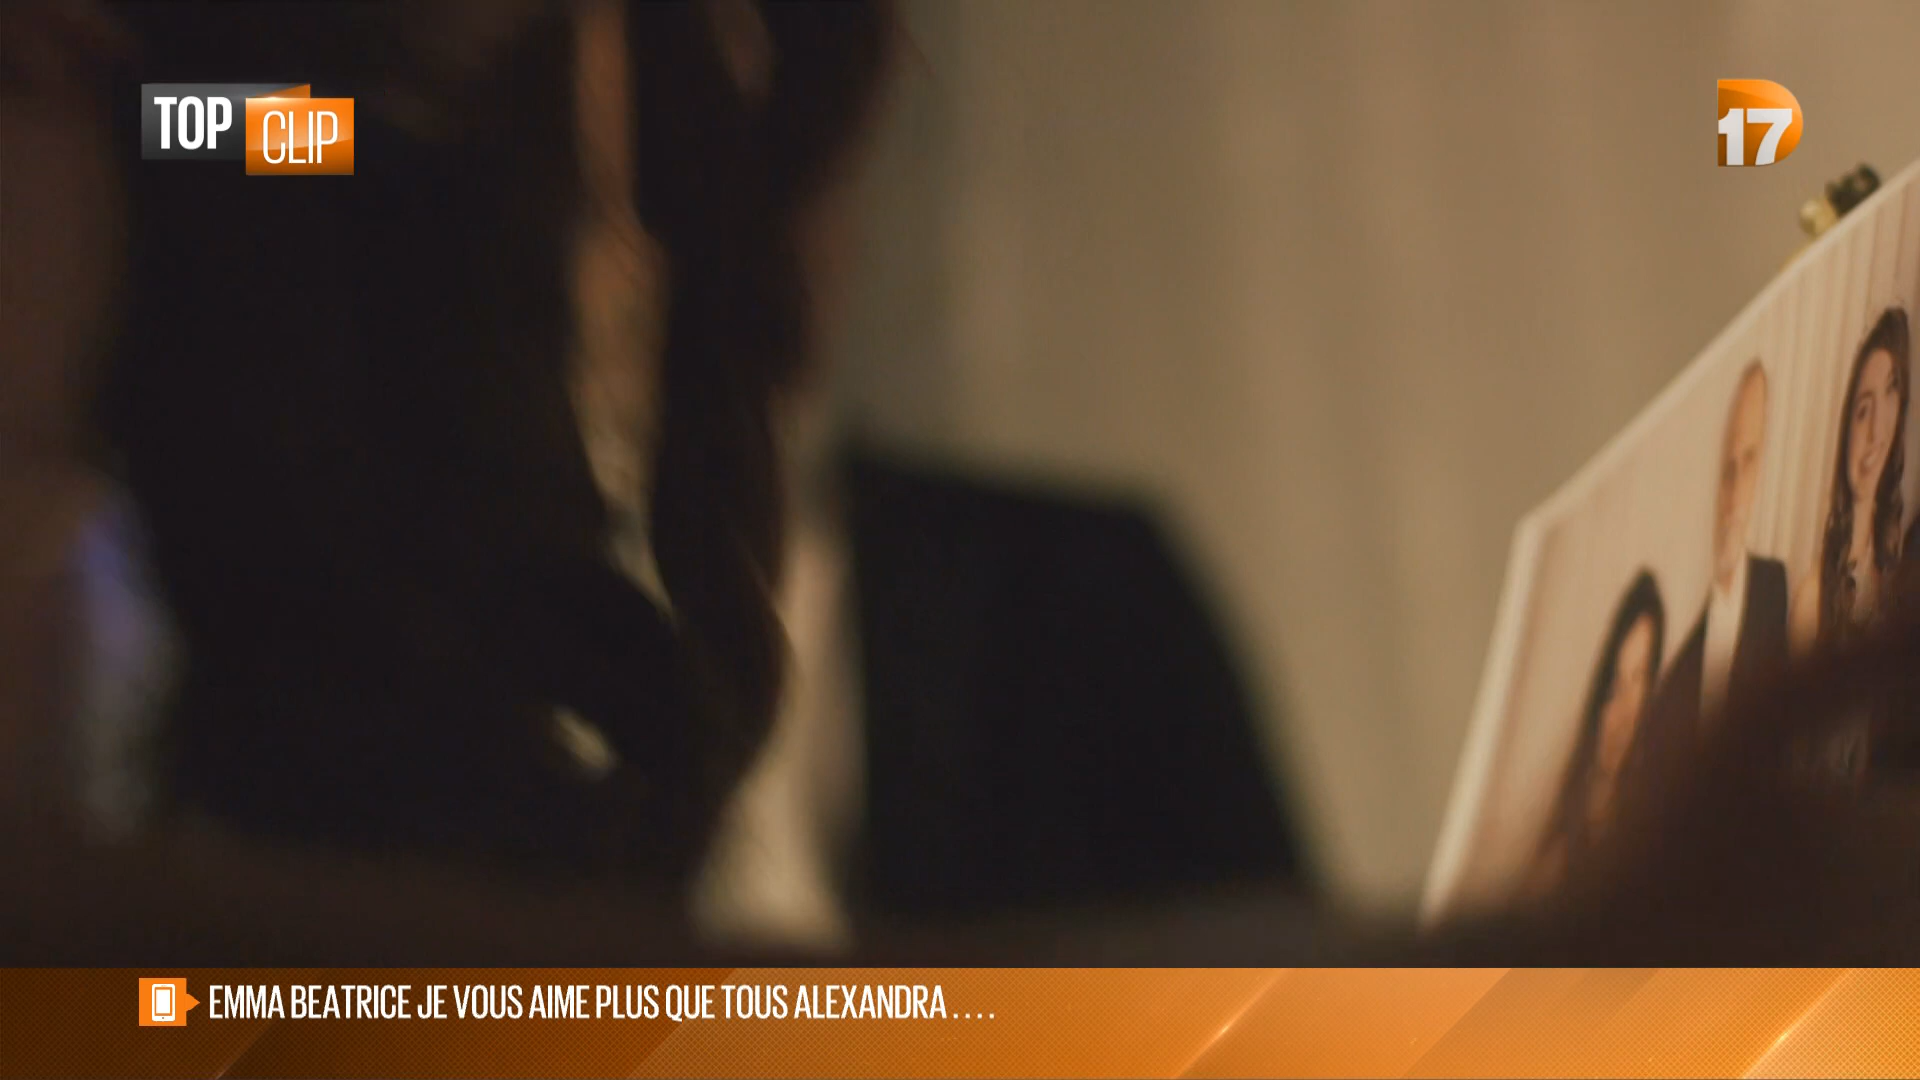 TOP
CLIP
17
EMMA BEATRICE JE VOUS AIME PLUS QUE TOUS ALEXANDRA ....